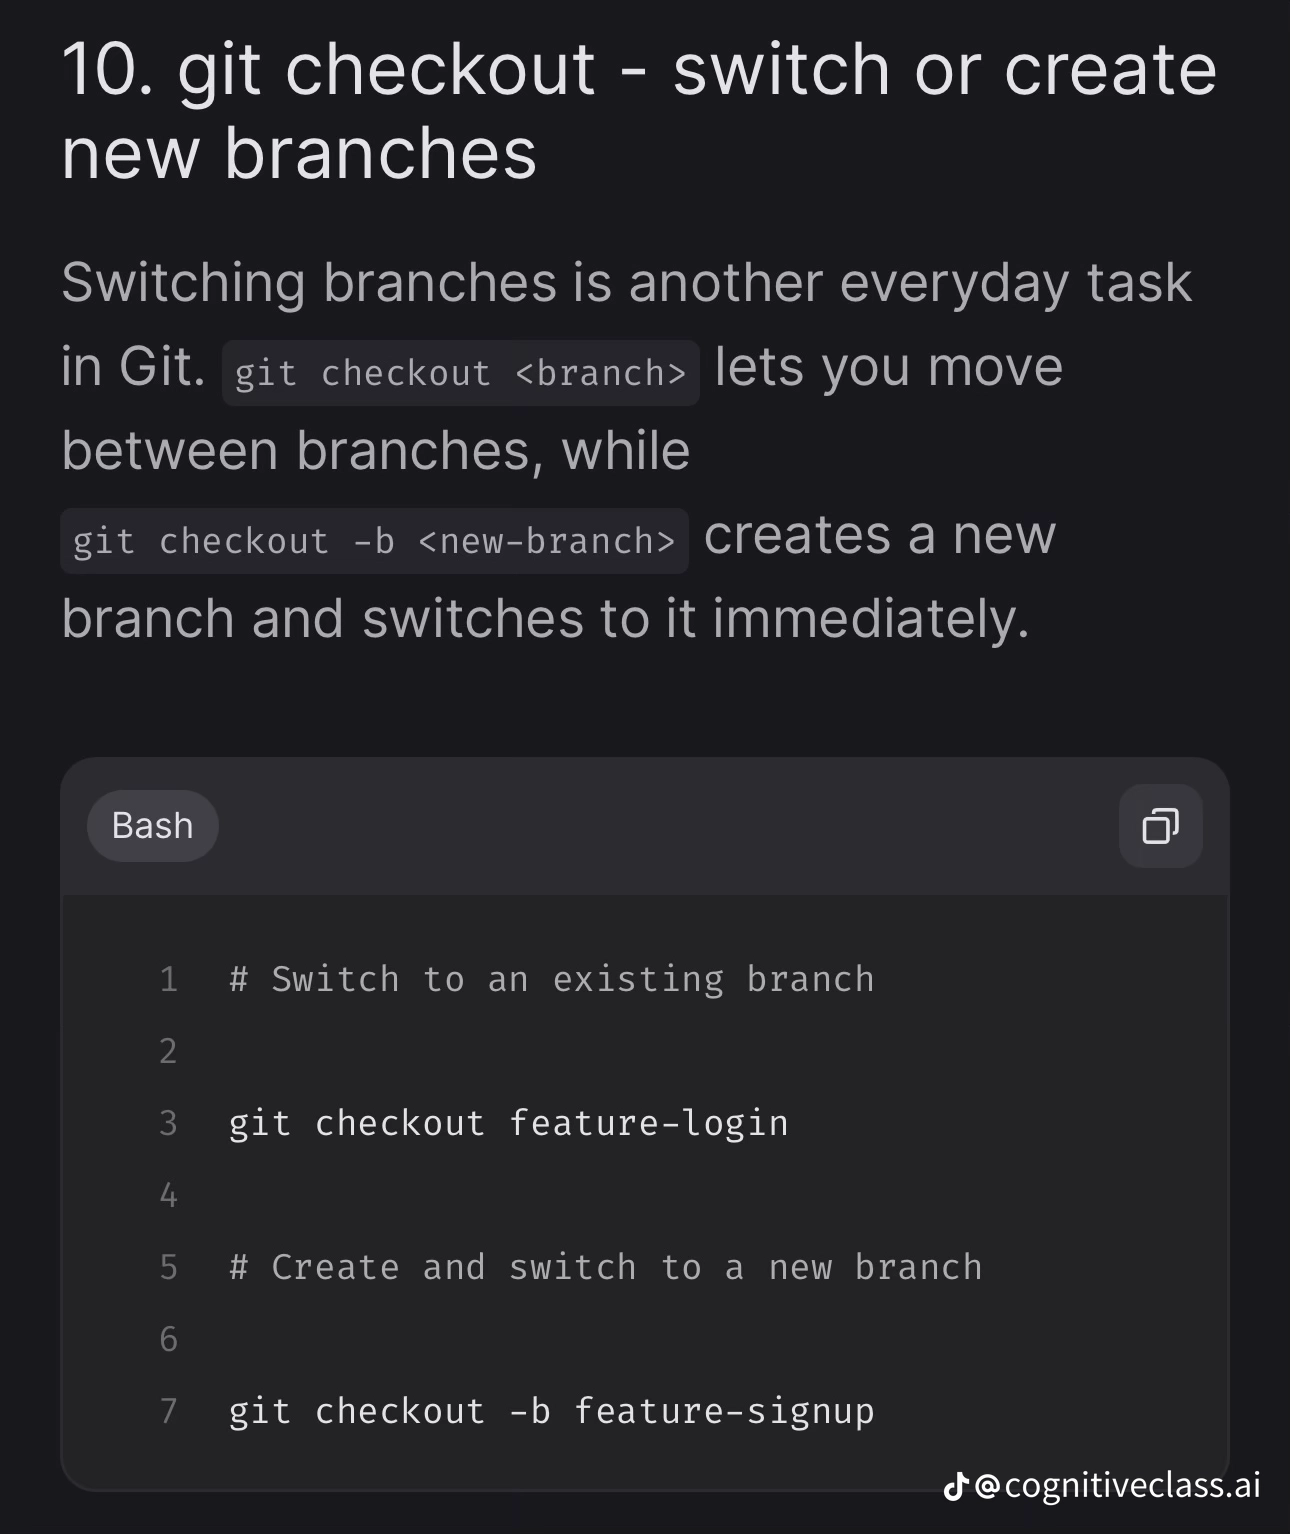 10. git checkout - switch or create
new branches
Switching branches is another everyday task
in Git. git checkout <branch> lets you move
between branches, while
git checkout -b <new-branch> creates a new
branch and switches to it immediately.
Bash
1 # Switch to an existing branch
2
3 git checkout feature-login
4
5 # Create and switch to a new branch
6
7 git checkout -b feature-signup
@cognitiveclass.ai